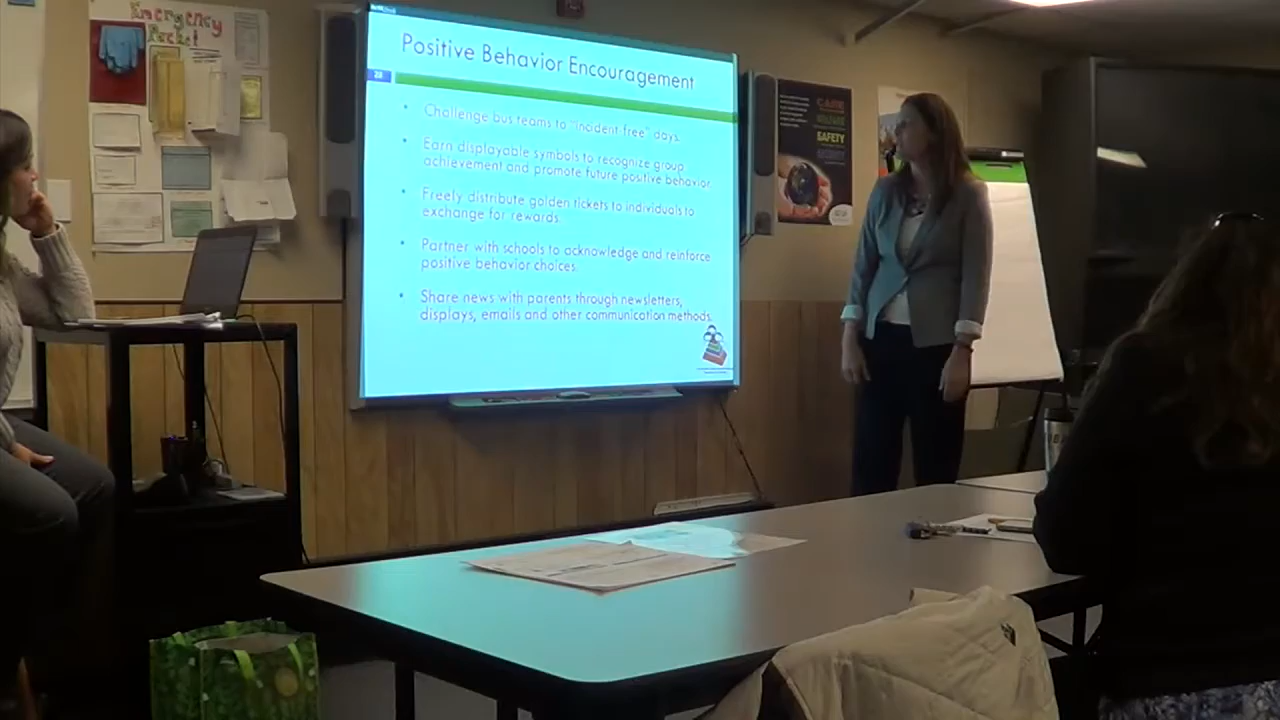 Emergency
Packet
Positive Behavior Encouragement
23
Challenge bus teams to "incident-free" days.
Earn displayable symbols to recognize group
achievement and promote future positive behavior.
Freely distribute golden tickets to individuals to
exchange for rewards.
Partner with schools to acknowledge and reinforce
positive behavior choices.
Share news with parents through newsletters,
displays, emails and other communication methods.
CARE
WELFARE
SAFETY
SECURITY